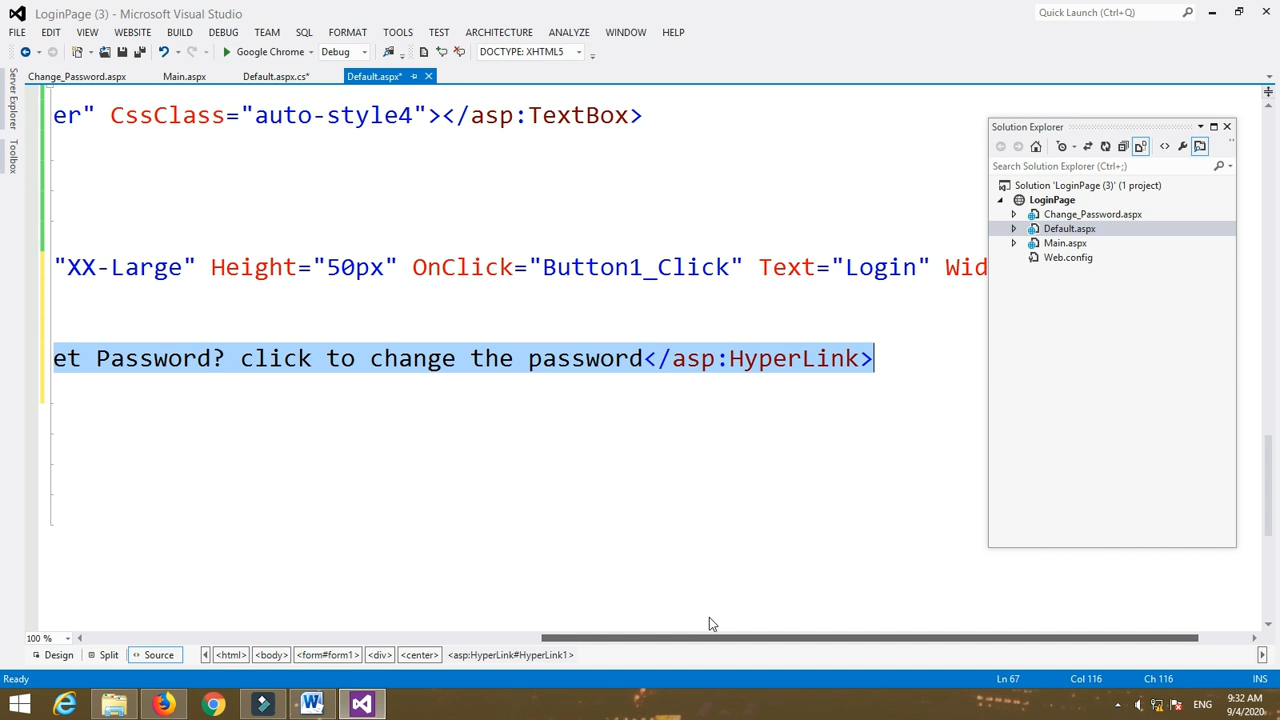 LoginPage (3) - Microsoft Visual Studio
Quick Launch (Ctrl+Q)
FILE EDIT VIEW WEBSITE BUILD DEBUG TEAM SQL FORMAT TOOLS TEST ARCHITECTURE ANALYZE WINDOW HELP
Google Chrome Debug DOCTYPE: XHTML5
Change_Password.aspx Main.aspx Default.aspx.cs* Default.aspx*
Server Explorer
Toolbox
er" CssClass="auto-style4"></asp:TextBox>
"XX-Large" Height="50px" OnClick="Button1_Click" Text="Login" Wid
et Password? click to change the password</asp:HyperLink>
Solution Explorer
Search Solution Explorer (Ctrl+;)
Solution 'LoginPage (3)' (1 project)
LoginPage
Change_Password.aspx
Default.aspx
Main.aspx
Web.config
100 %
Design Split Source <html> <body> <form#form1> <div> <center> <asp:HyperLink#HyperLink1>
Ready Ln 67 Col 116 Ch 116 INS
ENG 9:32 AM
9/4/2020